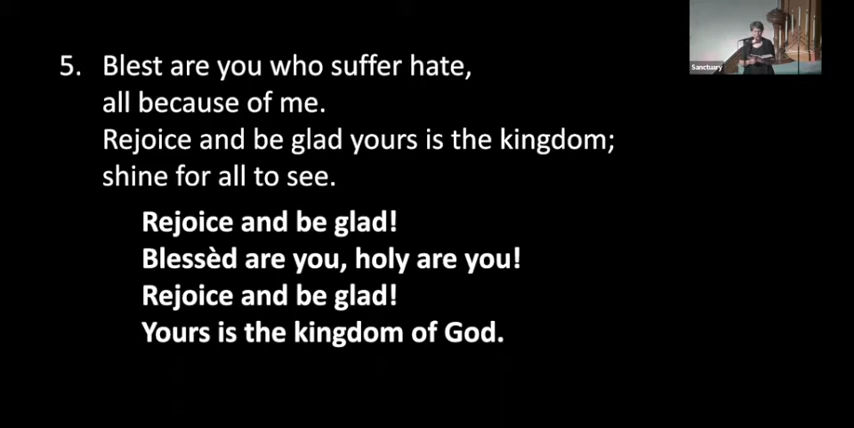 5. Blest are you who suffer hate,
all because of me.
Rejoice and be glad yours is the kingdom;
shine for all to see.
Rejoice and be glad!
Blessèd are you, holy are you!
Rejoice and be glad!
Yours is the kingdom of God.
Sanctuary